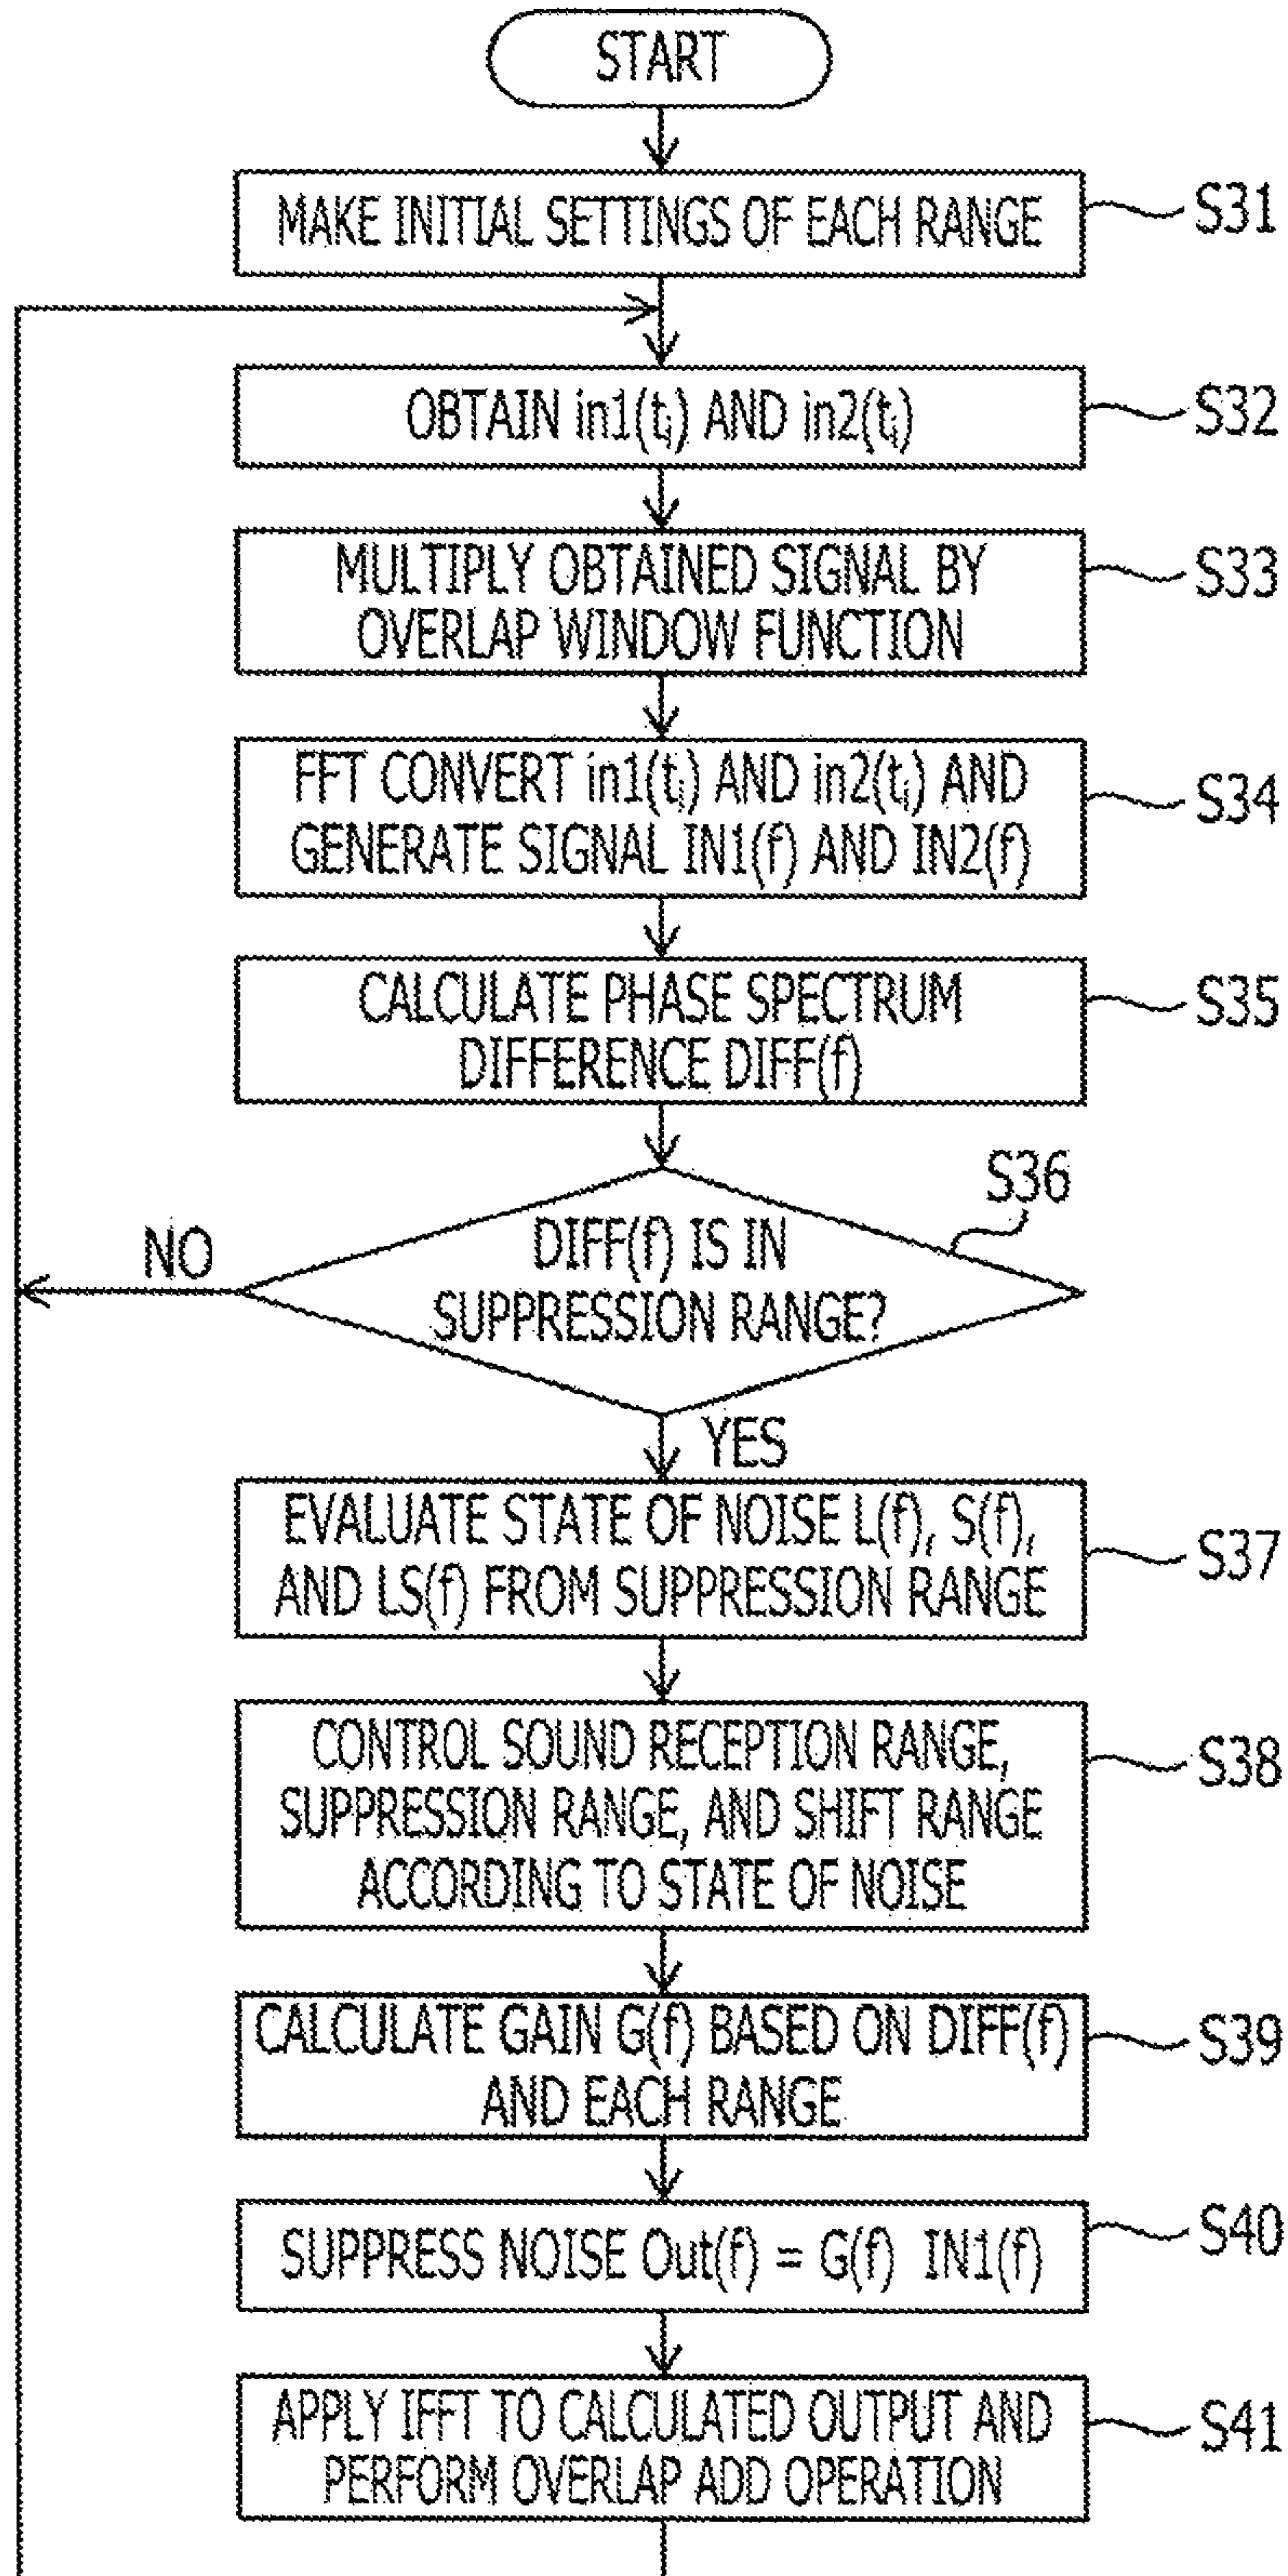 START
MAKE INITIAL SETTINGS OF EACH RANGE
S31
OBTAIN in1(tᵢ) AND in2(tᵢ)
S32
MULTIPLY OBTAINED SIGNAL BY
OVERLAP WINDOW FUNCTION
S33
FFT CONVERT in1(tᵢ) AND in2(tᵢ) AND
GENERATE SIGNAL IN1(f) AND IN2(f)
S34
CALCULATE PHASE SPECTRUM
DIFFERENCE DIFF(f)
S35
S36
DIFF(f) IS IN
SUPPRESSION RANGE?
NO
YES
EVALUATE STATE OF NOISE L(f), S(f),
AND LS(f) FROM SUPPRESSION RANGE
S37
CONTROL SOUND RECEPTION RANGE,
SUPPRESSION RANGE, AND SHIFT RANGE
ACCORDING TO STATE OF NOISE
S38
CALCULATE GAIN G(f) BASED ON DIFF(f)
AND EACH RANGE
S39
SUPPRESS NOISE Out(f) = G(f) IN1(f)
S40
APPLY IFFT TO CALCULATED OUTPUT AND
PERFORM OVERLAP ADD OPERATION
S41